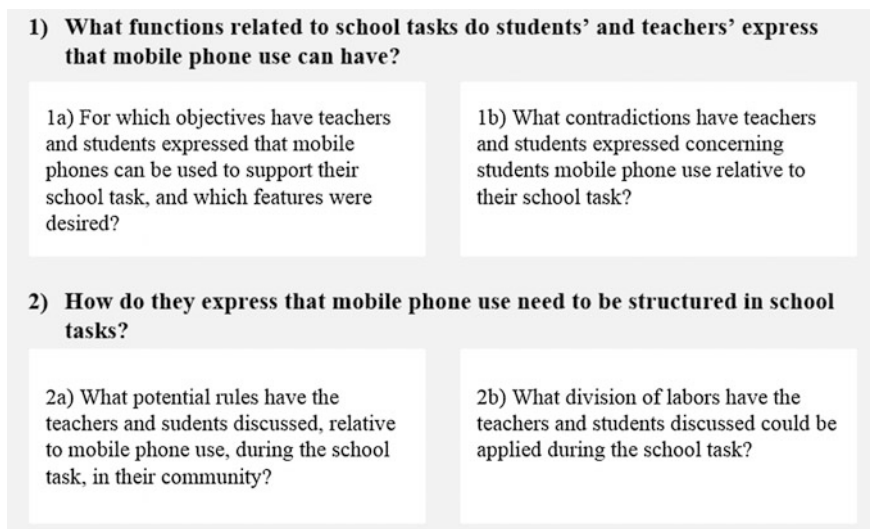 1) What functions related to school tasks do students’ and teachers’ express
that mobile phone use can have?
1a) For which objectives have teachers
and students expressed that mobile
phones can be used to support their
school task, and which features were
desired?
1b) What contradictions have teachers
and students expressed concerning
students mobile phone use relative to
their school task?
2) How do they express that mobile phone use need to be structured in school
tasks?
2a) What potential rules have the
teachers and sudents discussed, relative
to mobile phone use, during the school
task, in their community?
2b) What division of labors have the
teachers and students discussed could be
applied during the school task?